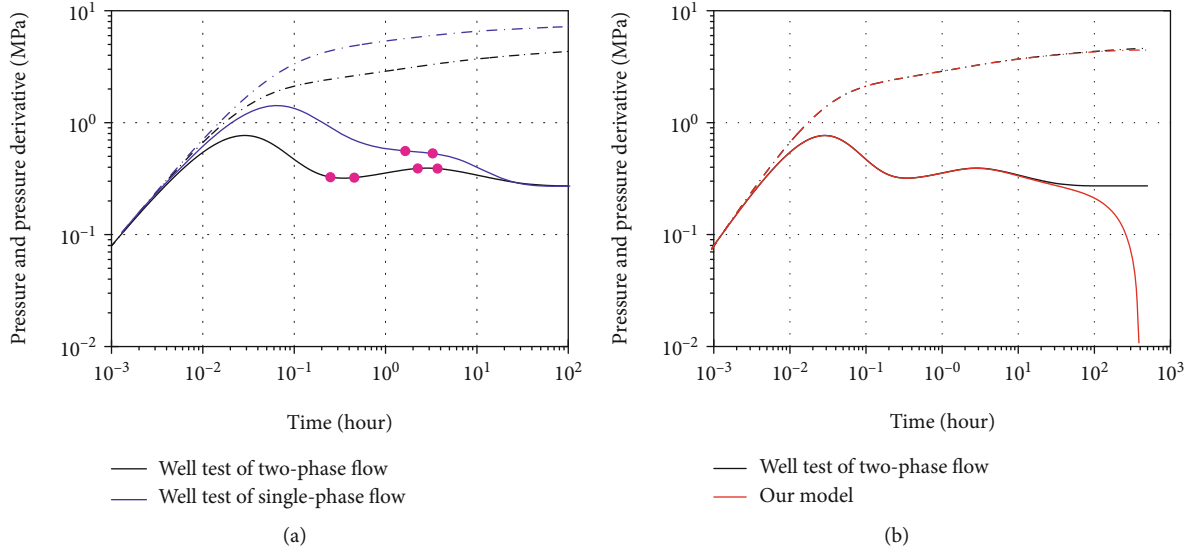 Pressure and pressure derivative (MPa)
10^1
10^0
10^-1
10^-2
10^-3
10^-2
10^-1
10^0
10^1
10^2
Time (hour)
Well test of two-phase flow
Well test of single-phase flow
(a)
Pressure and pressure derivative (MPa)
10^1
10^0
10^-1
10^-2
10^-3
10^-2
10^-1
10^-0
10^1
10^2
10^3
Time (hour)
Well test of two-phase flow
Our model
(b)